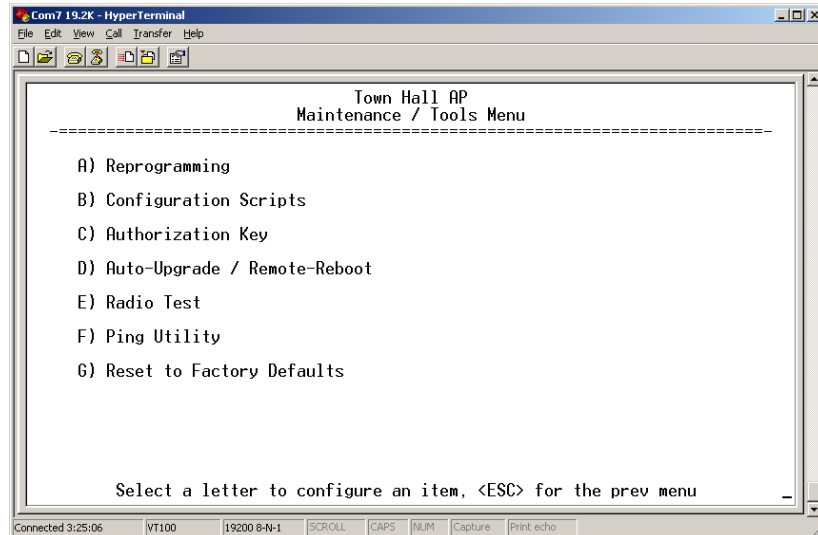 Com7 19.2K - HyperTerminal
File Edit View Call Transfer Help
Town Hall AP
Maintenance / Tools Menu
-==========================================================================-
A) Reprogramming
B) Configuration Scripts
C) Authorization Key
D) Auto-Upgrade / Remote-Reboot
E) Radio Test
F) Ping Utility
G) Reset to Factory Defaults
Select a letter to configure an item, <ESC> for the prev menu _
Connected 3:25:06 VT100 19200 8-N-1 SCROLL CAPS NUM Capture Print echo